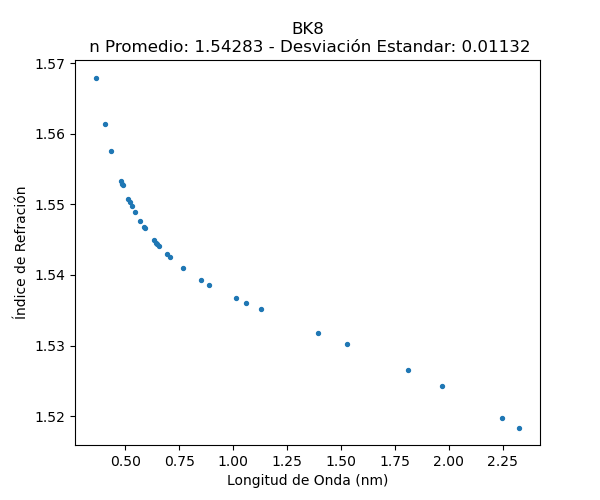 BK8
n Promedio: 1.54283 - Desviación Estandar: 0.01132
1.57
1.56
1.55
1.54
1.53
1.52
Índice de Refración
0.50 0.75 1.00 1.25 1.50 1.75 2.00 2.25
Longitud de Onda (nm)